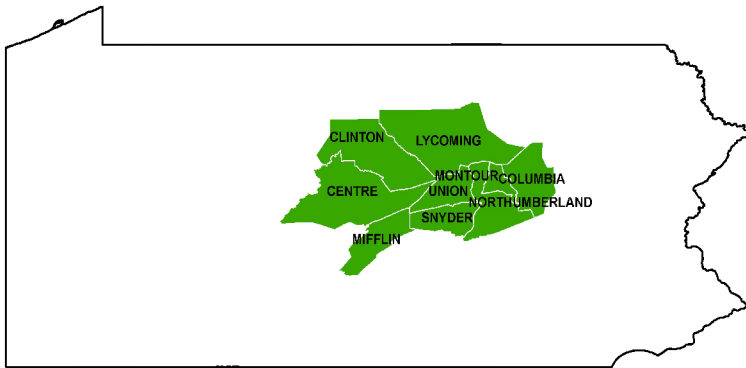 CLINTON
LYCOMING
MONTOUR
COLUMBIA
CENTRE
UNION
NORTHUMBERLAND
SNYDER
MIFFLIN